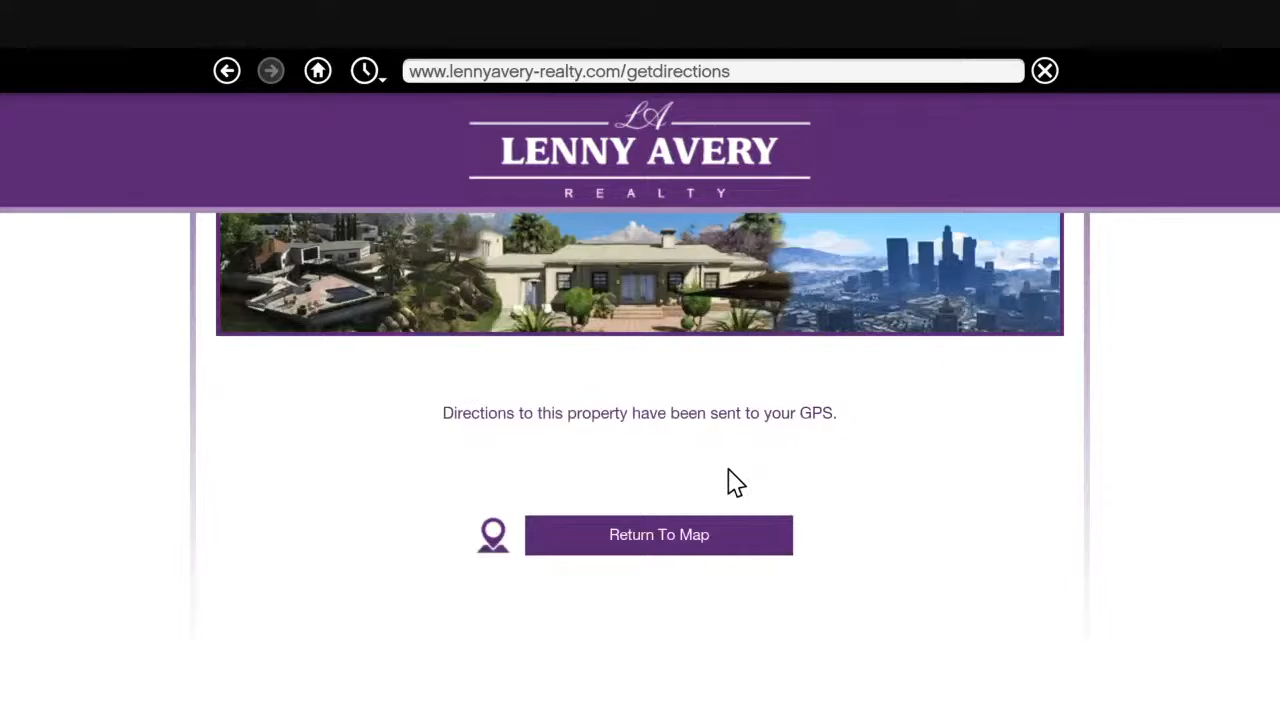 www.lennyavery-realty.com/getdirections
LA
LENNY AVERY
REALTY
Directions to this property have been sent to your GPS.
Return To Map